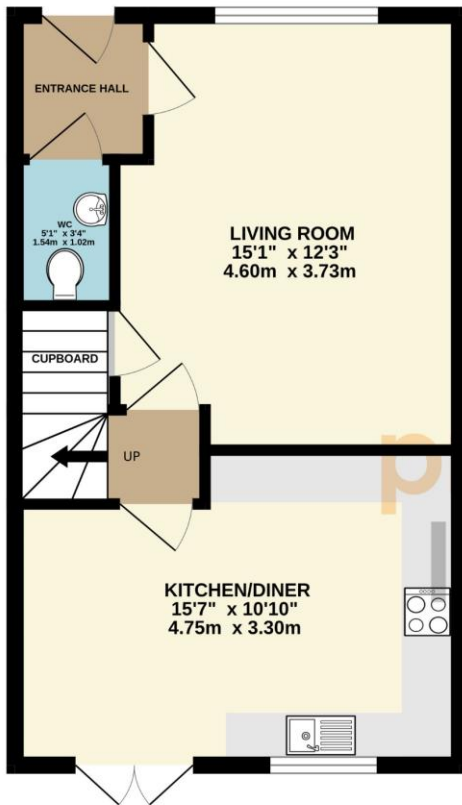 ENTRANCE HALL
WC
5'1" x 3'4"
1.54m x 1.02m
LIVING ROOM
15'1" x 12'3"
4.60m x 3.73m
CUPBOARD
UP
p
KITCHEN/DINER
15'7" x 10'10"
4.75m x 3.30m